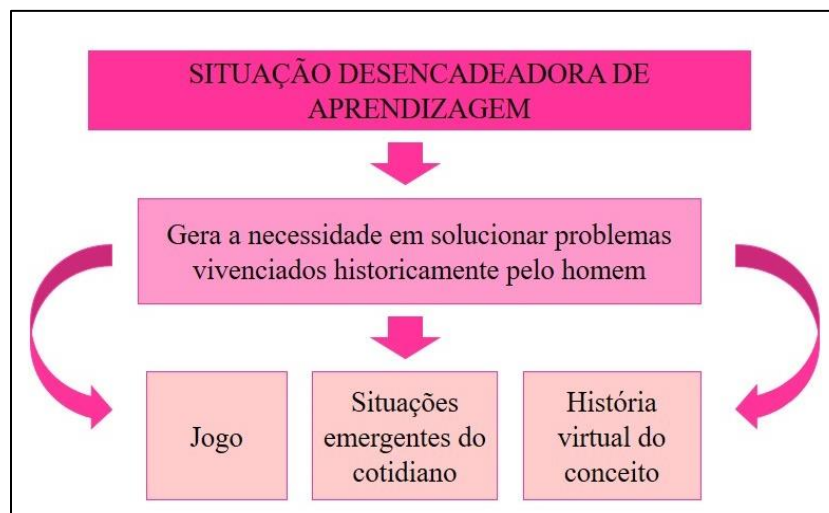 SITUAÇÃO DESENCADEADORA DE
APRENDIZAGEM
Gera a necessidade em solucionar problemas
vivenciados historicamente pelo homem
Jogo
Situações
emergentes do
cotidiano
História
virtual do
conceito